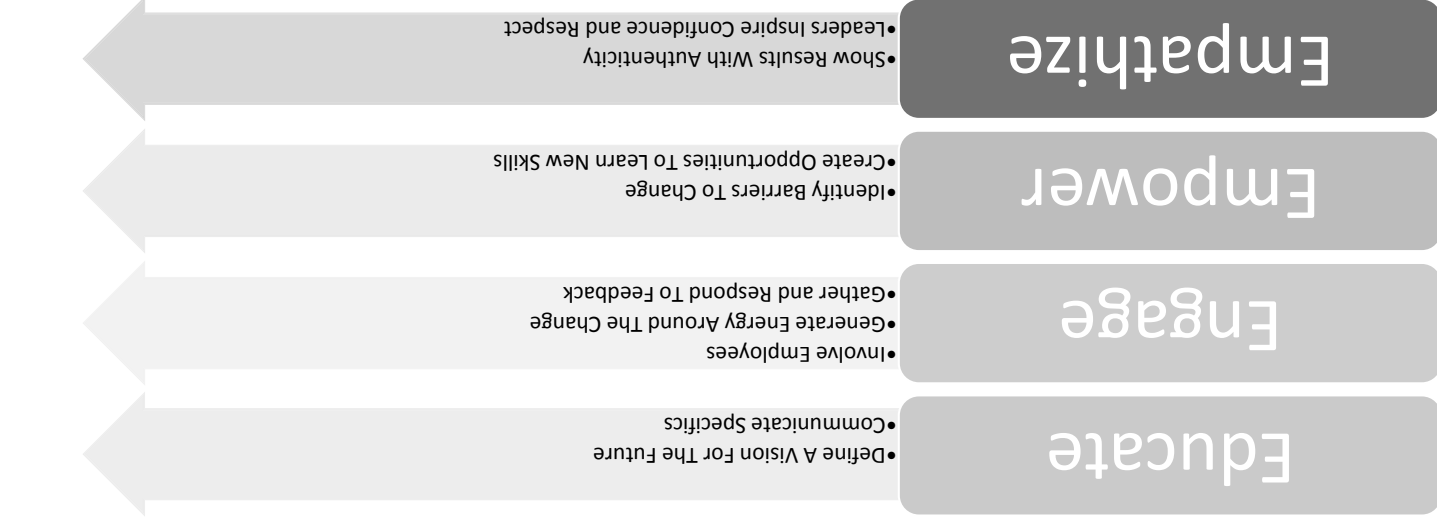 Educate
•Define A Vision For The Future
•Communicate Specifics
Engage
•Involve Employees
•Generate Energy Around The Change
•Gather and Respond To Feedback
Empower
•Identify Barriers To Change
•Create Opportunities To Learn New Skills
Empathize
•Show Results With Authenticity
•Leaders Inspire Confidence and Respect